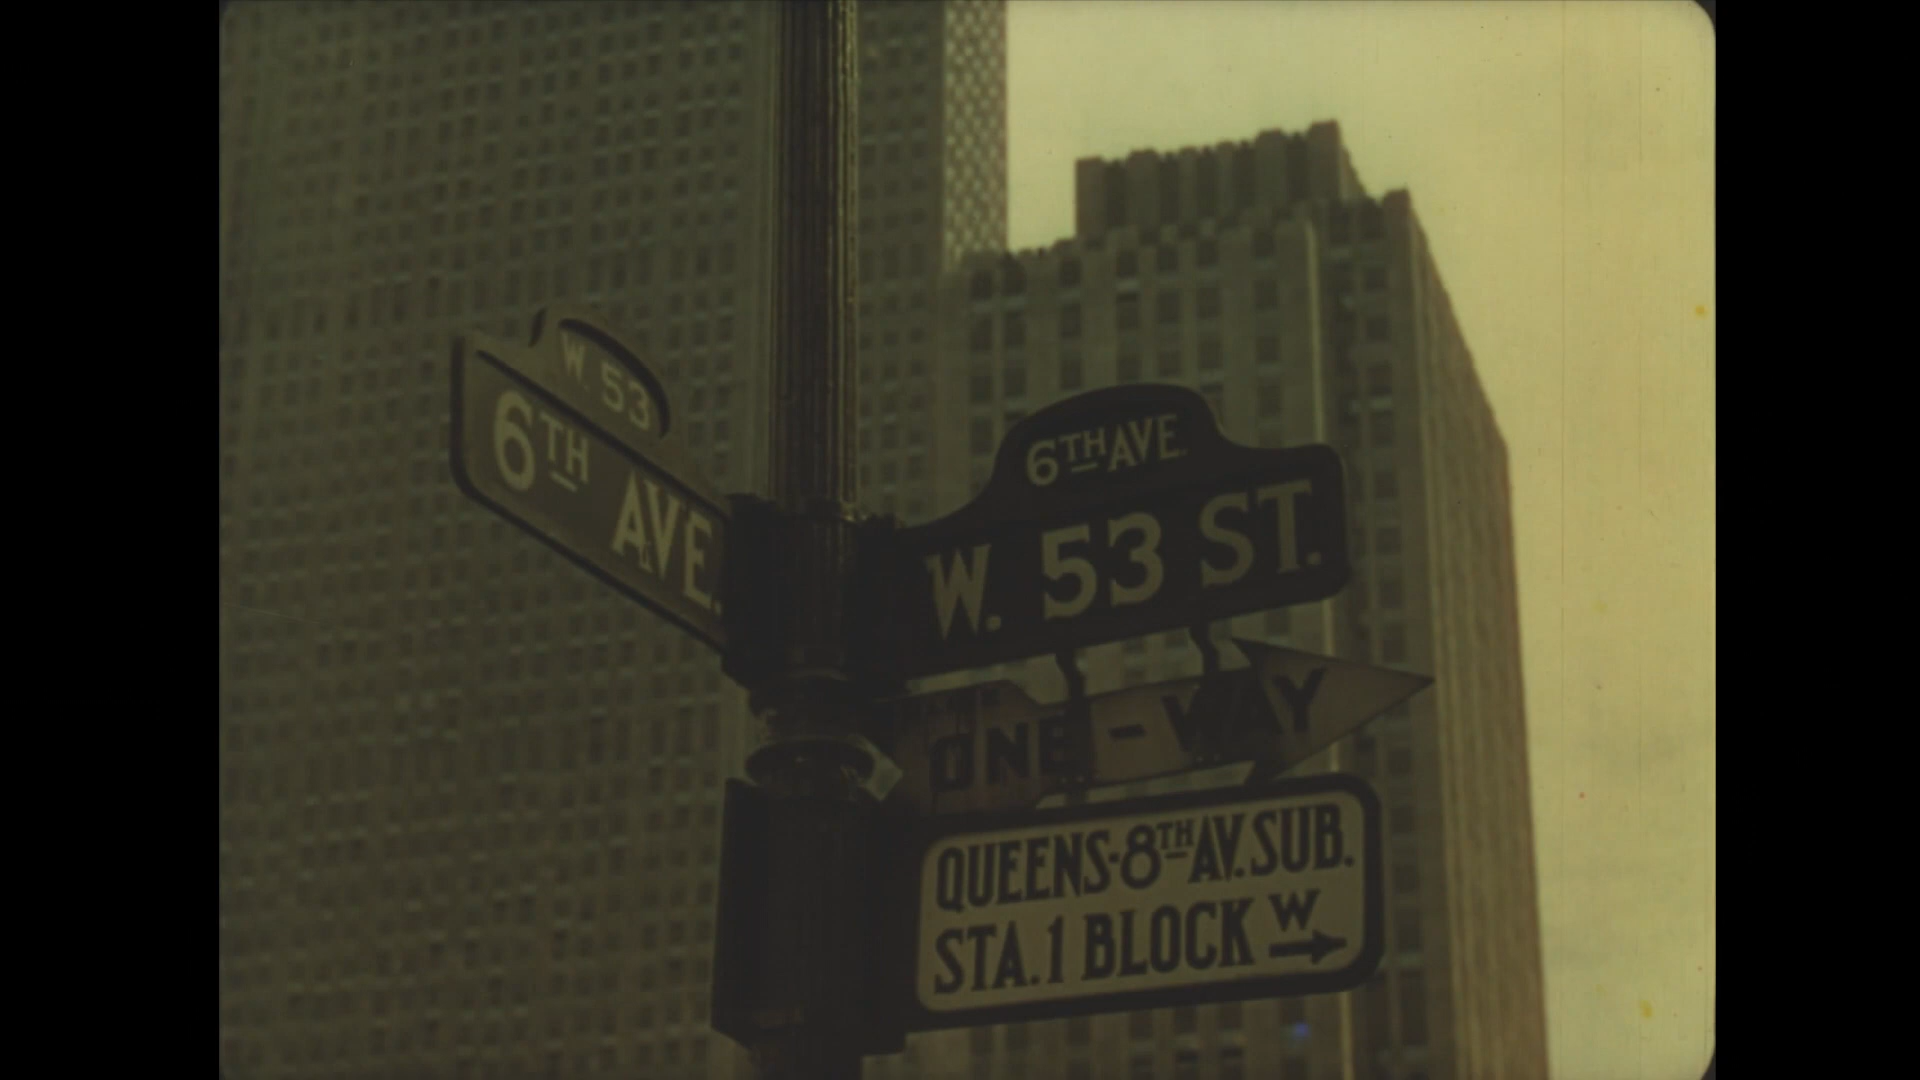 W. 53
6TH AVE.
6TH AVE.
W. 53 ST.
ONE-WAY
QUEENS-8TH AV. SUB.
STA. 1 BLOCK W